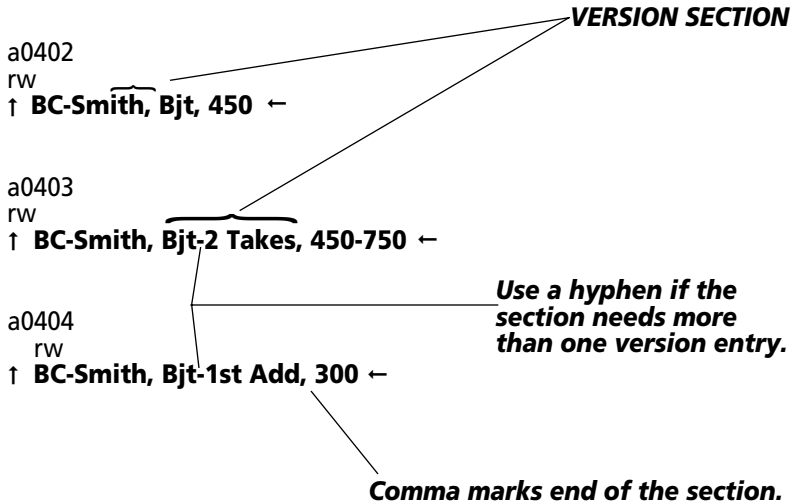 VERSION SECTION
a0402
rw
↑ BC-Smith, Bjt, 450 ←
a0403
rw
↑ BC-Smith, Bjt-2 Takes, 450-750 ←
Use a hyphen if the
section needs more
than one version entry.
a0404
rw
↑ BC-Smith, Bjt-1st Add, 300 ←
Comma marks end of the section.